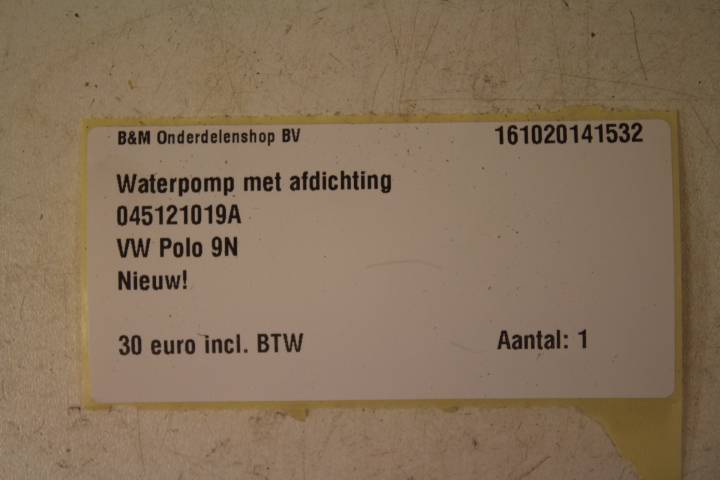 B&M Onderdelenshop BV 161020141532
Waterpomp met afdichting
045121019A
VW Polo 9N
Nieuw!
30 euro incl. BTW Aantal: 1